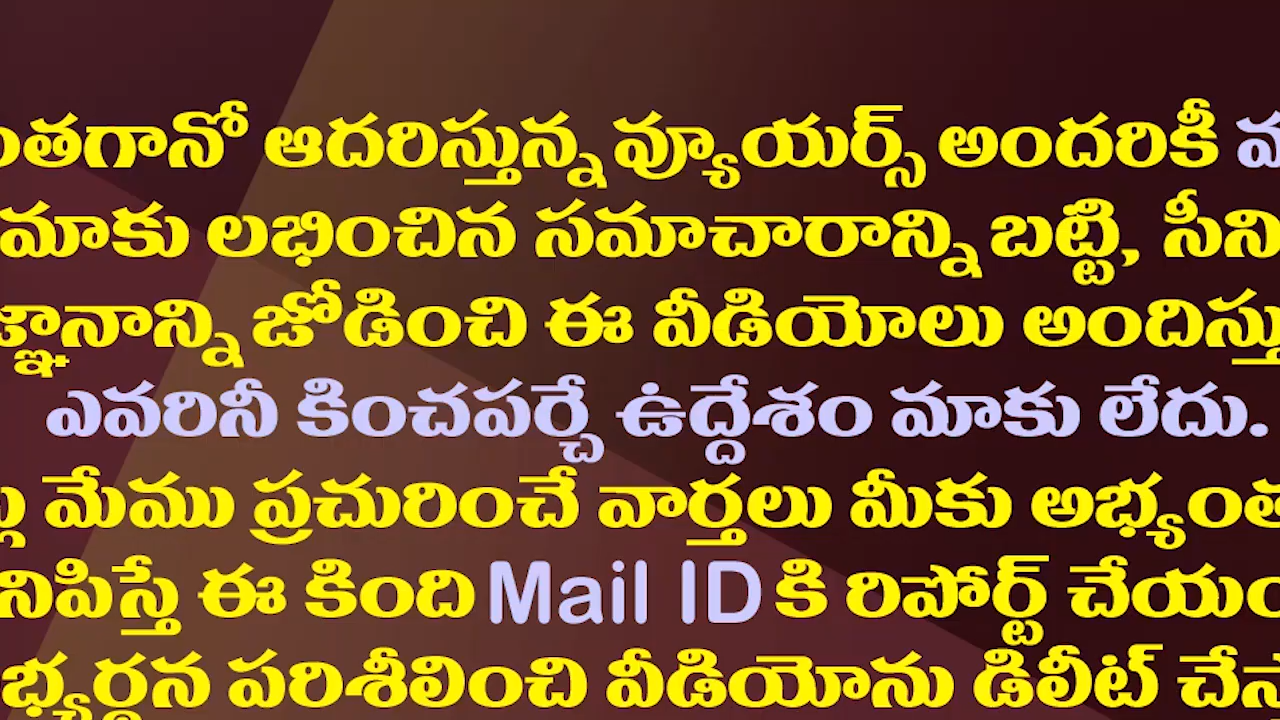 ంతగానో ఆదరిస్తున్న వ్యూయర్స్ అందరికీ
మాకు లభించిన సమాచారాన్ని బట్టి, సీని
జ్ఞానాన్ని జోడించి ఈ వీడియోలు అందిస్తు
ఎవరినీ కించపర్చే ఉద్దేశం మాకు లేదు.
మేము ప్రచురించే వార్తలు మీకు అభ్యంత
నిపిస్తే ఈ కింది Mail ID కి రిపోర్ట్ చేయం
భ్యర్థన పరిశీలించి వీడియోను డిలీట్ చేస